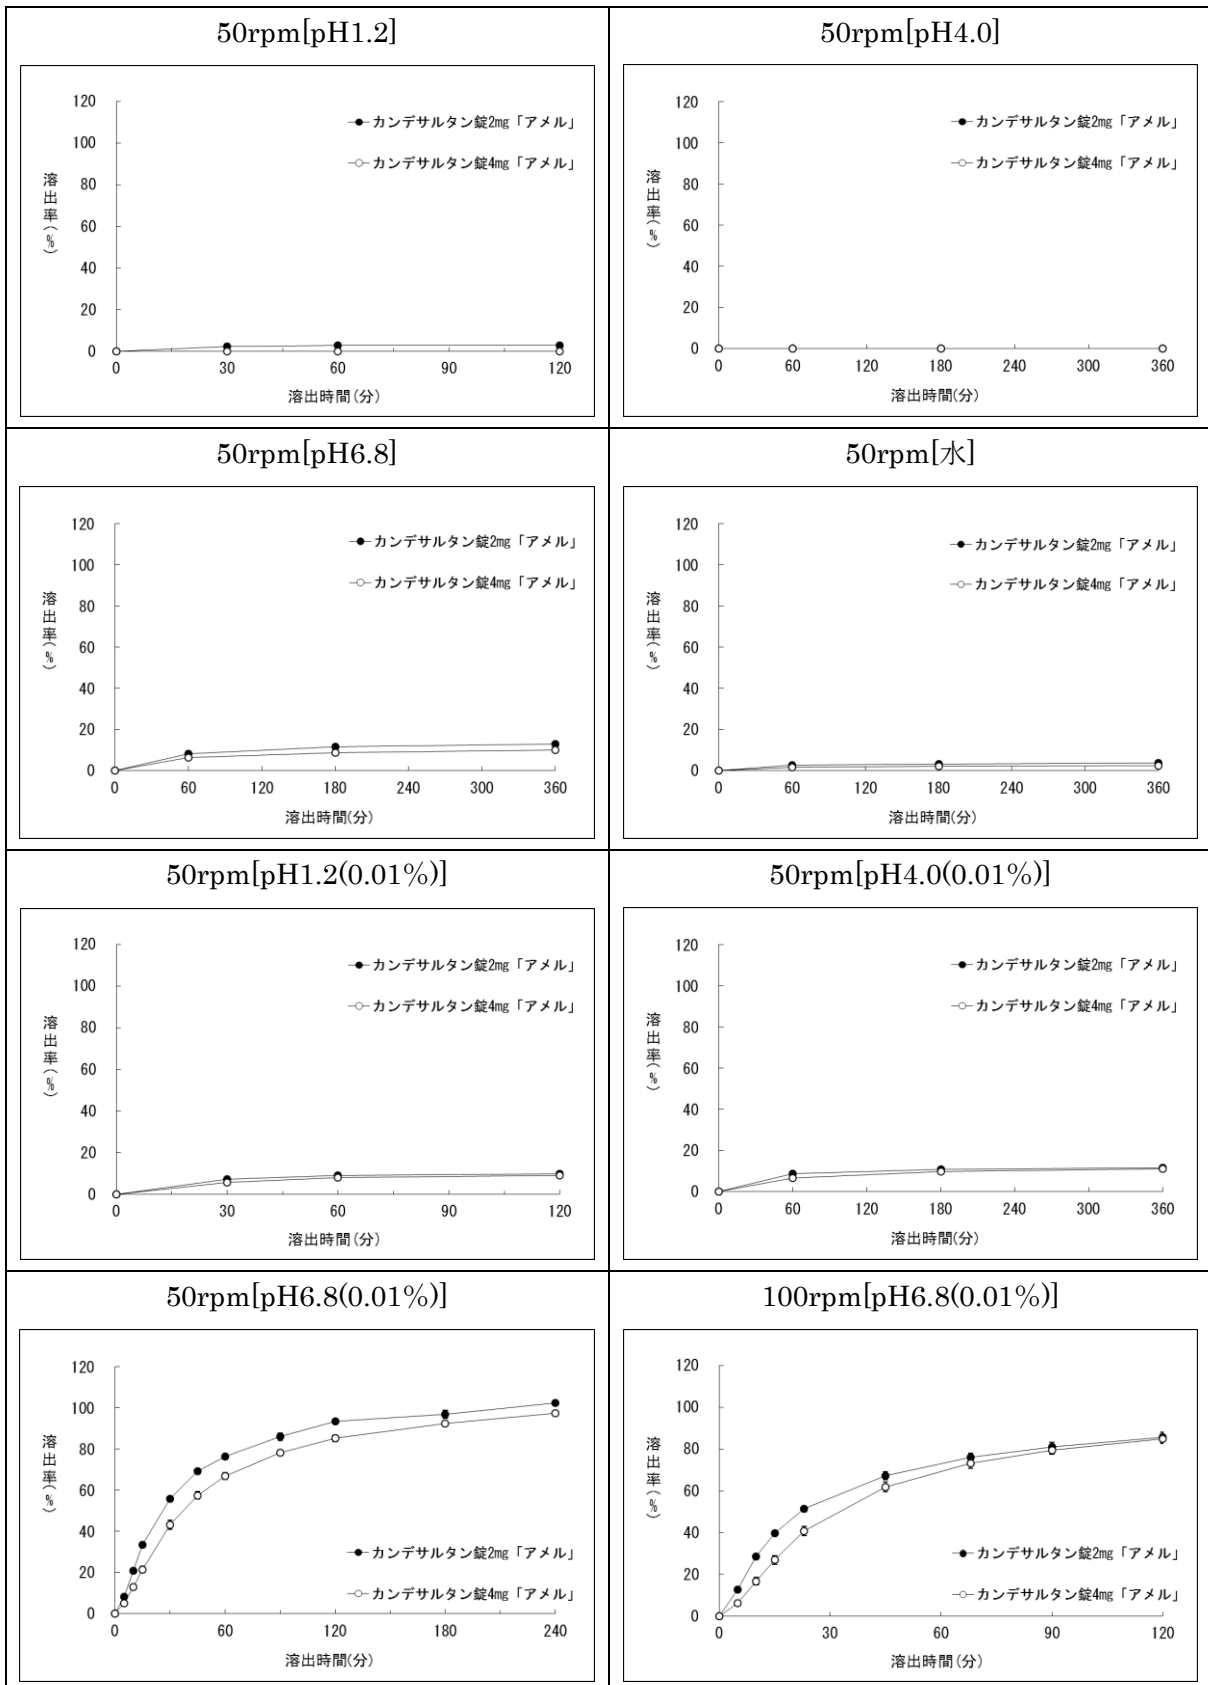 50rpm[pH1.2]
120
100
80
60
40
20
0
溶出率(%)
カンデサルタン錠2mg「アメル」
カンデサルタン錠4mg「アメル」
0 30 60 90 120
溶出時間(分)
50rpm[pH4.0]
120
100
80
60
40
20
0
溶出率(%)
カンデサルタン錠2mg「アメル」
カンデサルタン錠4mg「アメル」
0 60 120 180 240 300 360
溶出時間(分)
50rpm[pH6.8]
120
100
80
60
40
20
0
溶出率(%)
カンデサルタン錠2mg「アメル」
カンデサルタン錠4mg「アメル」
0 60 120 180 240 300 360
溶出時間(分)
50rpm[水]
120
100
80
60
40
20
0
溶出率(%)
カンデサルタン錠2mg「アメル」
カンデサルタン錠4mg「アメル」
0 60 120 180 240 300 360
溶出時間(分)
50rpm[pH1.2(0.01%)]
120
100
80
60
40
20
0
溶出率(%)
カンデサルタン錠2mg「アメル」
カンデサルタン錠4mg「アメル」
0 30 60 90 120
溶出時間(分)
50rpm[pH4.0(0.01%)]
120
100
80
60
40
20
0
溶出率(%)
カンデサルタン錠2mg「アメル」
カンデサルタン錠4mg「アメル」
0 60 120 180 240 300 360
溶出時間(分)
50rpm[pH6.8(0.01%)]
120
100
80
60
40
20
0
溶出率(%)
カンデサルタン錠2mg「アメル」
カンデサルタン錠4mg「アメル」
0 60 120 180 240
溶出時間(分)
100rpm[pH6.8(0.01%)]
120
100
80
60
40
20
0
溶出率(%)
カンデサルタン錠2mg「アメル」
カンデサルタン錠4mg「アメル」
0 30 60 90 120
溶出時間(分)